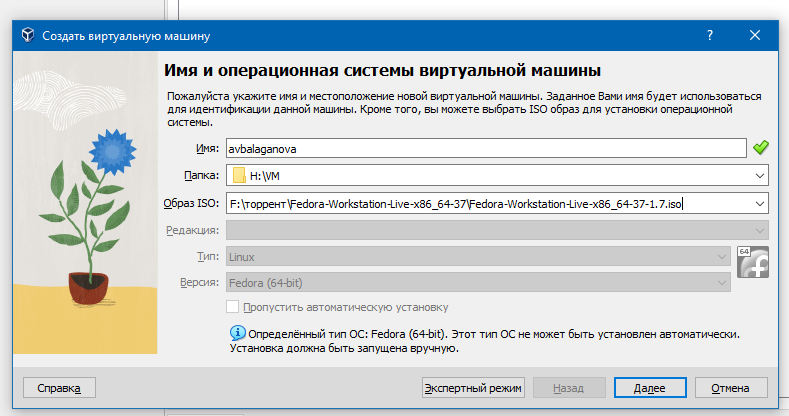 Создать виртуальную машину
?
Имя и операционная системы виртуальной машины
Пожалуйста укажите имя и местоположение новой виртуальной машины. Заданное Вами имя будет использоваться
для идентификации данной машины. Кроме того, вы можете выбрать ISO образ для установки операционной
системы.
Имя: avbalaganova
Папка: H:\VM
Образ ISO: F:\торрент\Fedora-Workstation-Live-x86_64-37\Fedora-Workstation-Live-x86_64-37-1.7.iso
Редакция:
Тип: Linux
64
Версия: Fedora (64-bit)
Пропустить автоматическую установку
Определённый тип ОС: Fedora (64-bit). Этот тип ОС не может быть установлен автоматически.
Установка должна быть запущена вручную.
Справка Экспертный режим Назад Далее Отмена